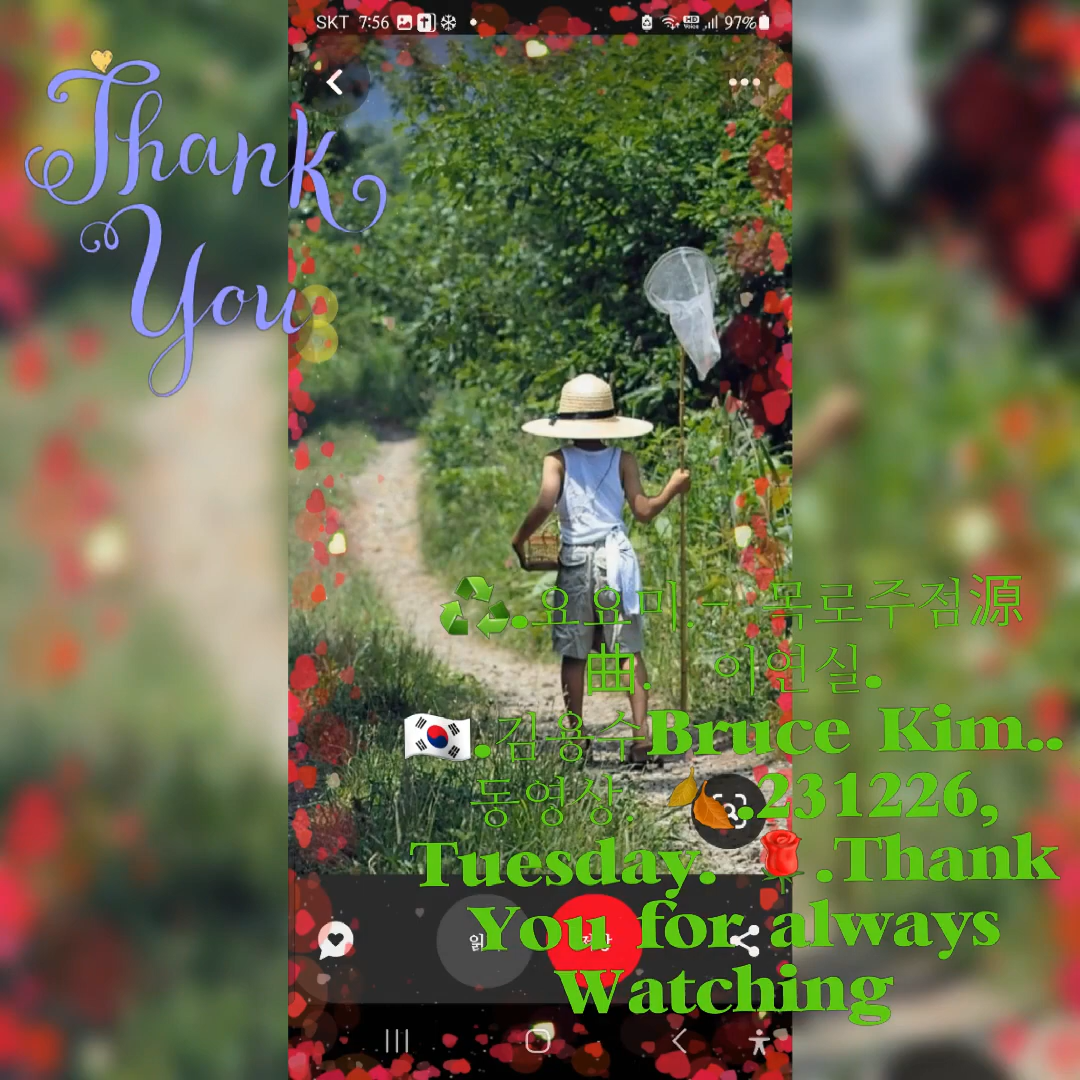 SKT 7:56 97%
Thank
You
♻️.요요미. - 목로주점源
曲. 이연실.
🇰🇷.김용수Bruce Kim..
동영상. 🍂.231226,
Tuesday. 🌹.Thank
You for always
Watching